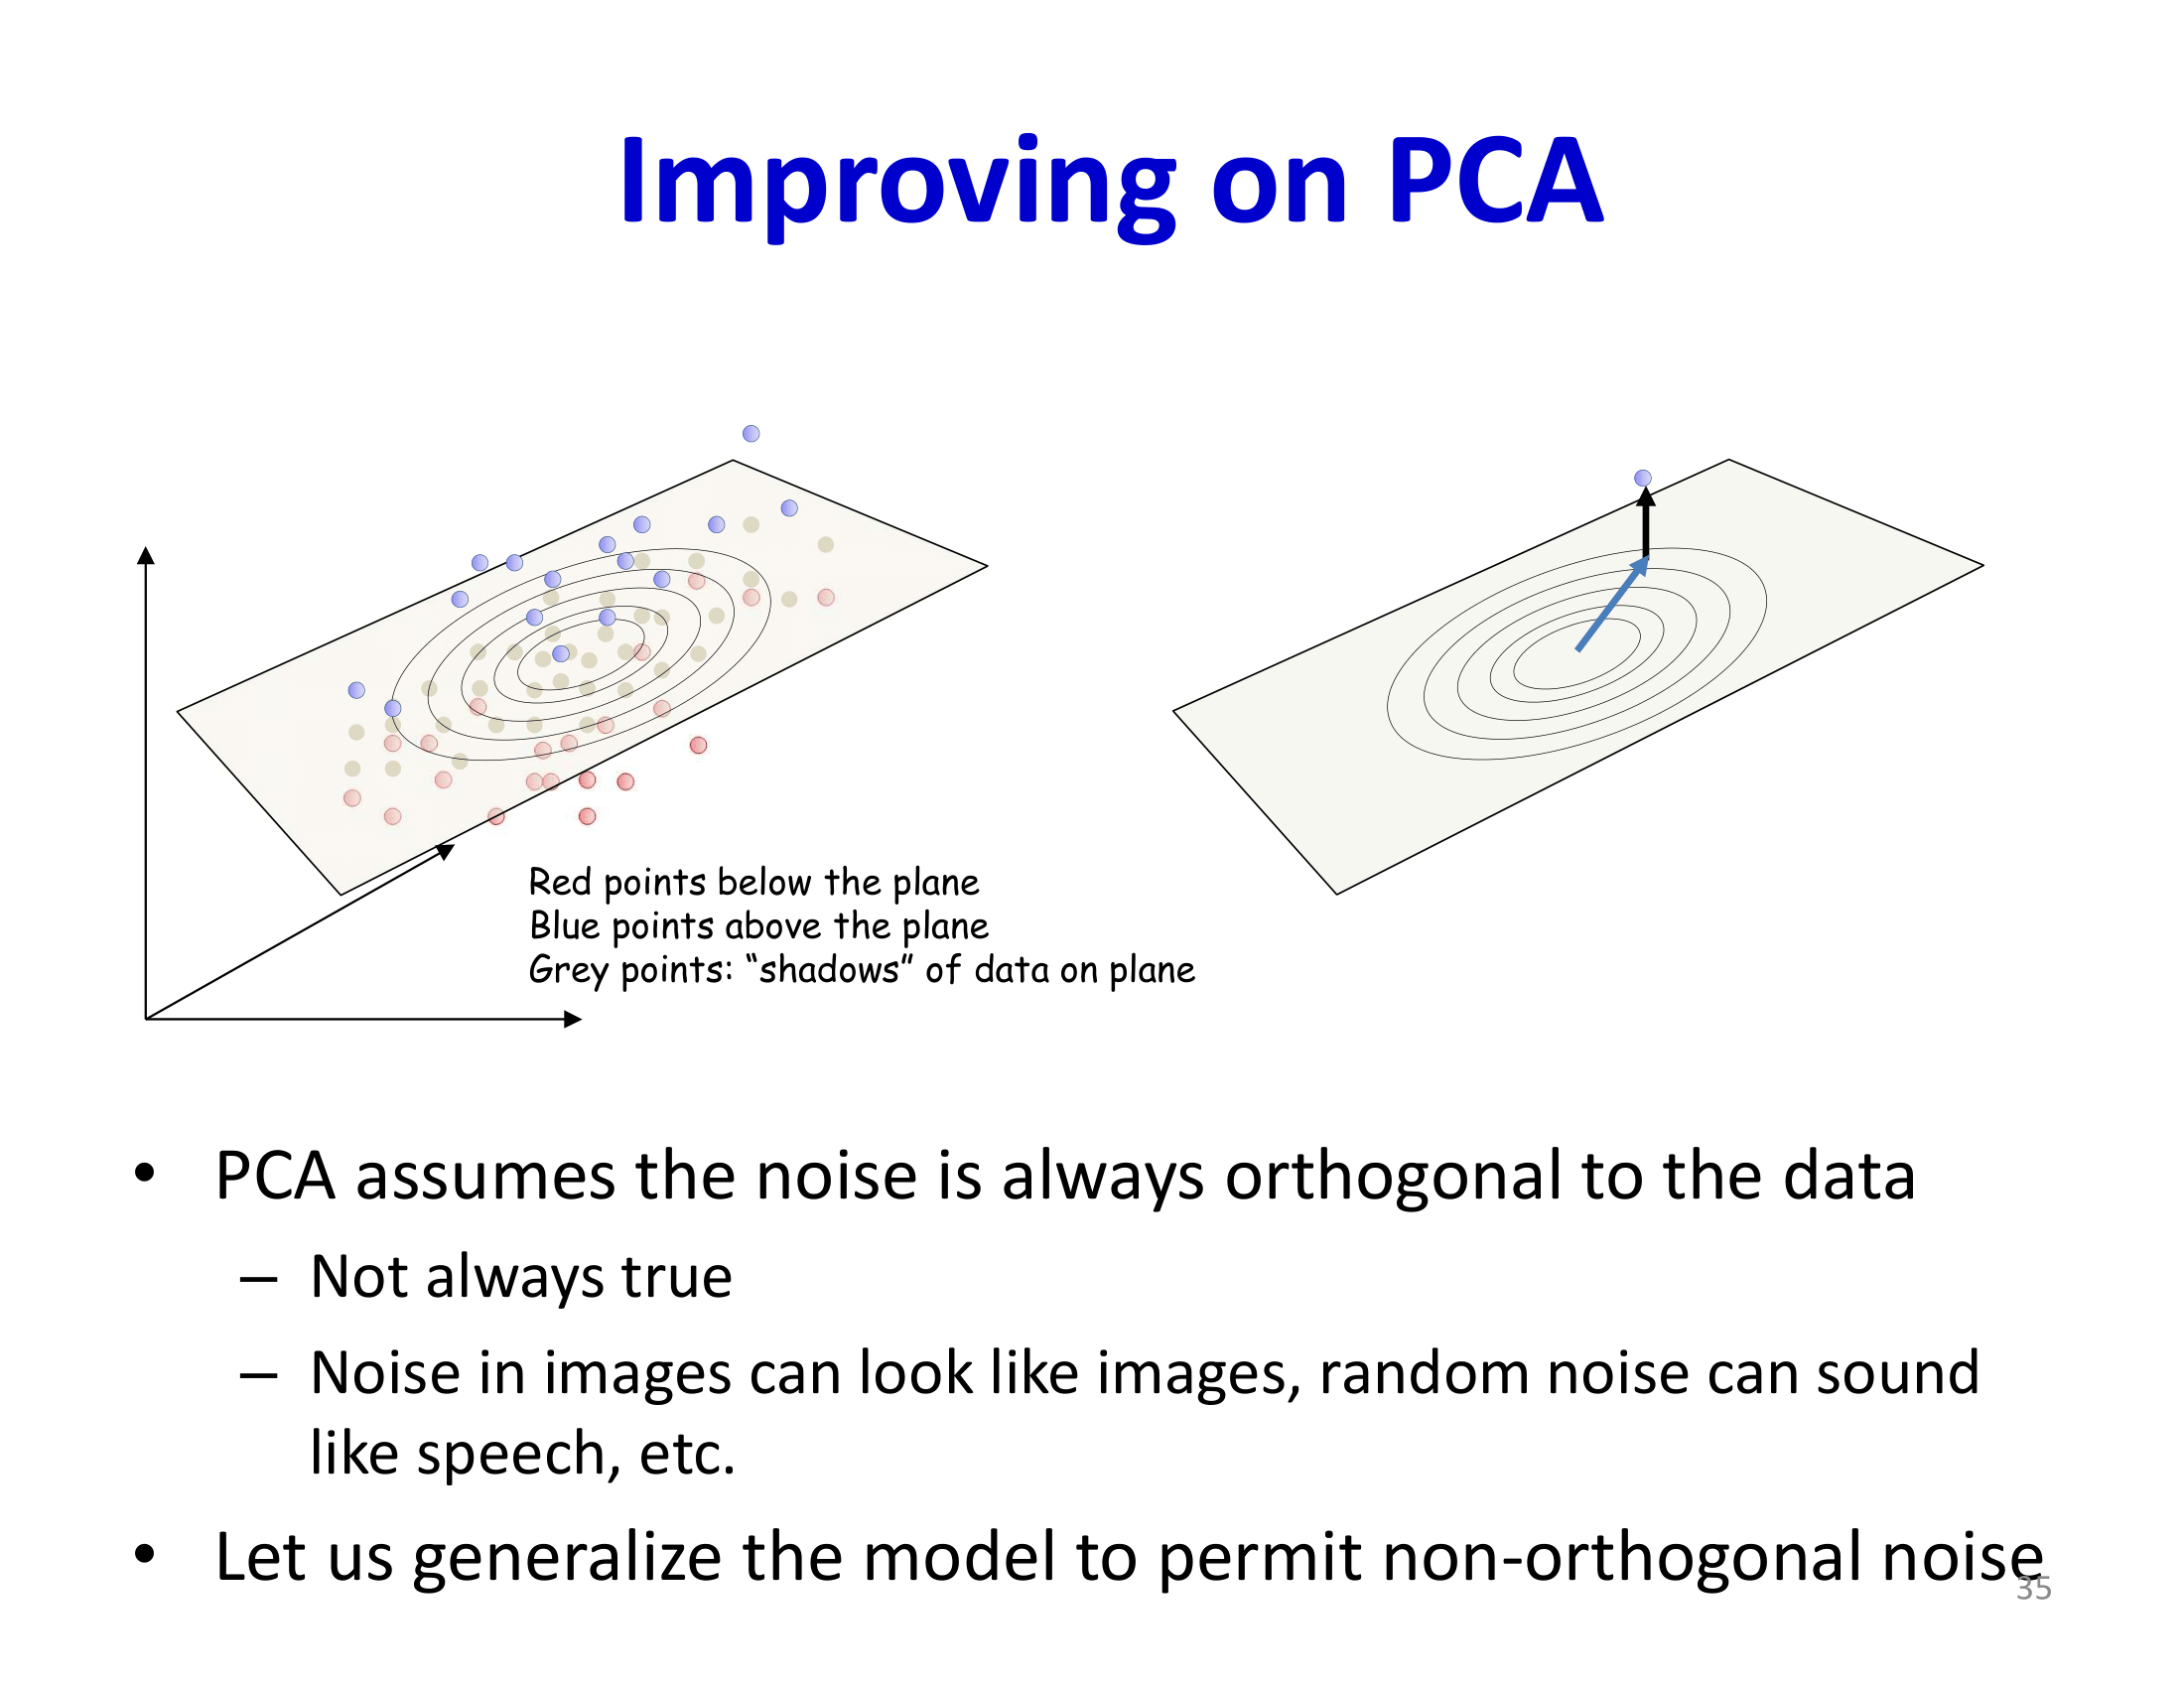 Improving on PCA
Red points below the plane
Blue points above the plane
Grey points: “shadows” of data on plane
• PCA assumes the noise is always orthogonal to the data
– Not always true
– Noise in images can look like images, random noise can sound
like speech, etc.
• Let us generalize the model to permit non-orthogonal noise
35